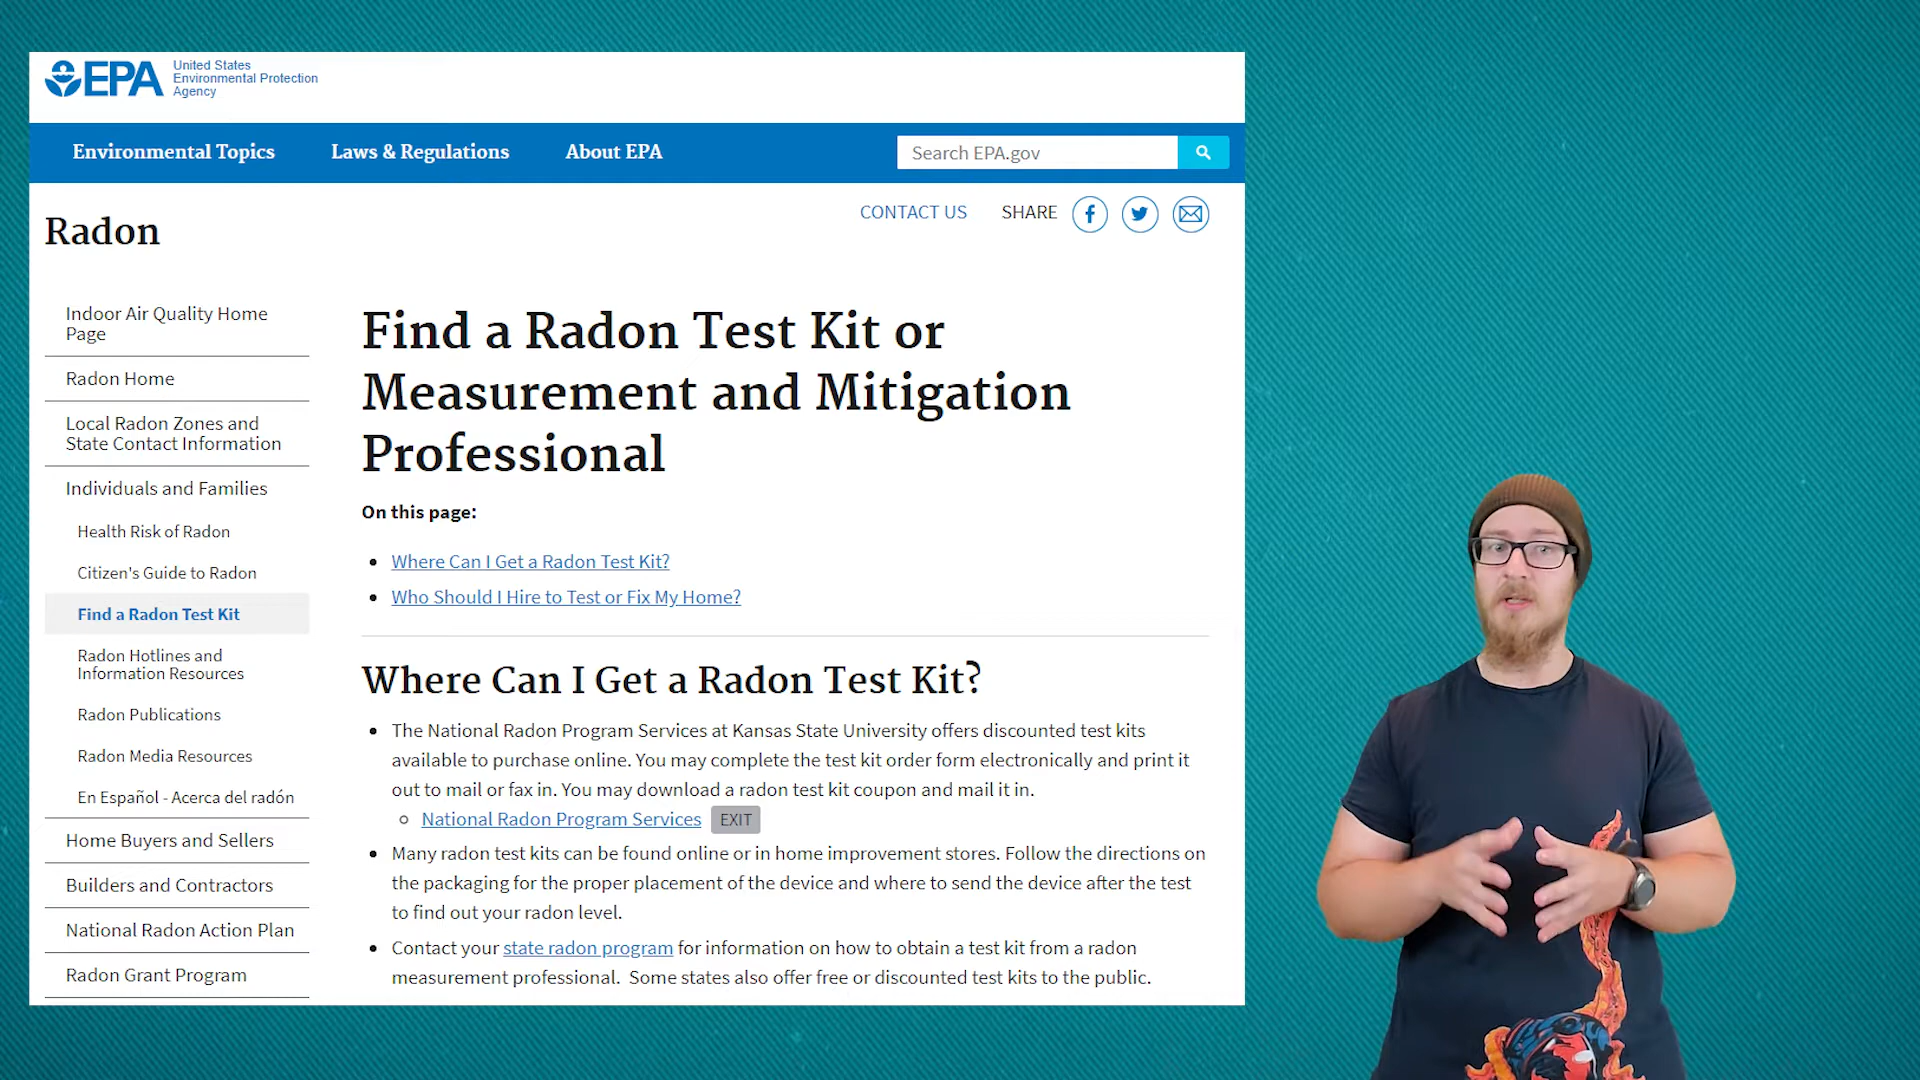 EPA
United States
Environmental Protection
Agency
Environmental Topics
Laws & Regulations
About EPA
Search EPA.gov
CONTACT US
SHARE
Radon
Indoor Air Quality Home
Page
Radon Home
Local Radon Zones and
State Contact Information
Individuals and Families
Health Risk of Radon
Citizen's Guide to Radon
Find a Radon Test Kit
Radon Hotlines and
Information Resources
Radon Publications
Radon Media Resources
En Español - Acerca del radón
Home Buyers and Sellers
Builders and Contractors
National Radon Action Plan
Radon Grant Program
Find a Radon Test Kit or
Measurement and Mitigation
Professional
On this page:
Where Can I Get a Radon Test Kit?
Who Should I Hire to Test or Fix My Home?
Where Can I Get a Radon Test Kit?
The National Radon Program Services at Kansas State University offers discounted test kits
available to purchase online. You may complete the test kit order form electronically and print it
out to mail or fax in. You may download a radon test kit coupon and mail it in.
National Radon Program Services EXIT
Many radon test kits can be found online or in home improvement stores. Follow the directions on
the packaging for the proper placement of the device and where to send the device after the test
to find out your radon level.
Contact your state radon program for information on how to obtain a test kit from a radon
measurement professional. Some states also offer free or discounted test kits to the public.